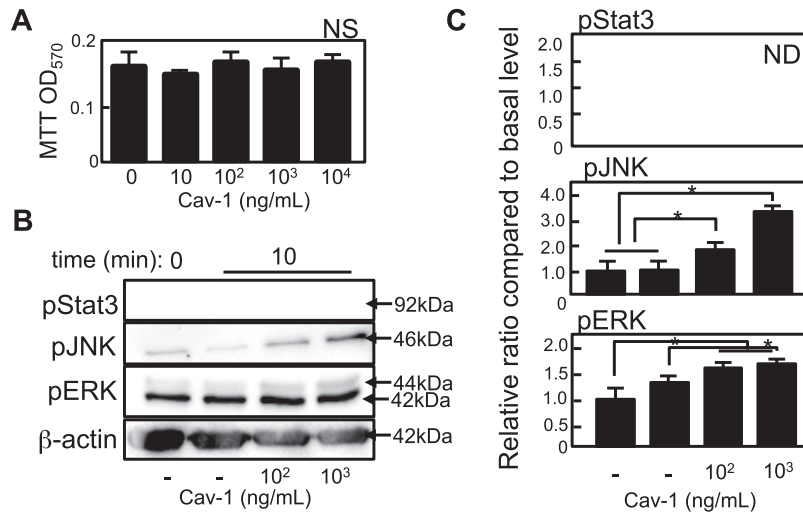 A
NS
MTT OD570
0.2
0.1
0
0 10 10² 10³ 10⁴
Cav-1 (ng/mL)
B
time (min): 0 10
pStat3 92kDa
pJNK 46kDa
pERK 44kDa
42kDa
β-actin 42kDa
- - 10² 10³
Cav-1 (ng/mL)
C
Relative ratio compared to basal level
pStat3
ND
2.0
1.5
1.0
0.5
0
pJNK
4.0
3.0
2.0
1.0
0
*
*
pERK
2.0
1.5
1.0
0.5
0
* *
- - 10² 10³
Cav-1 (ng/mL)